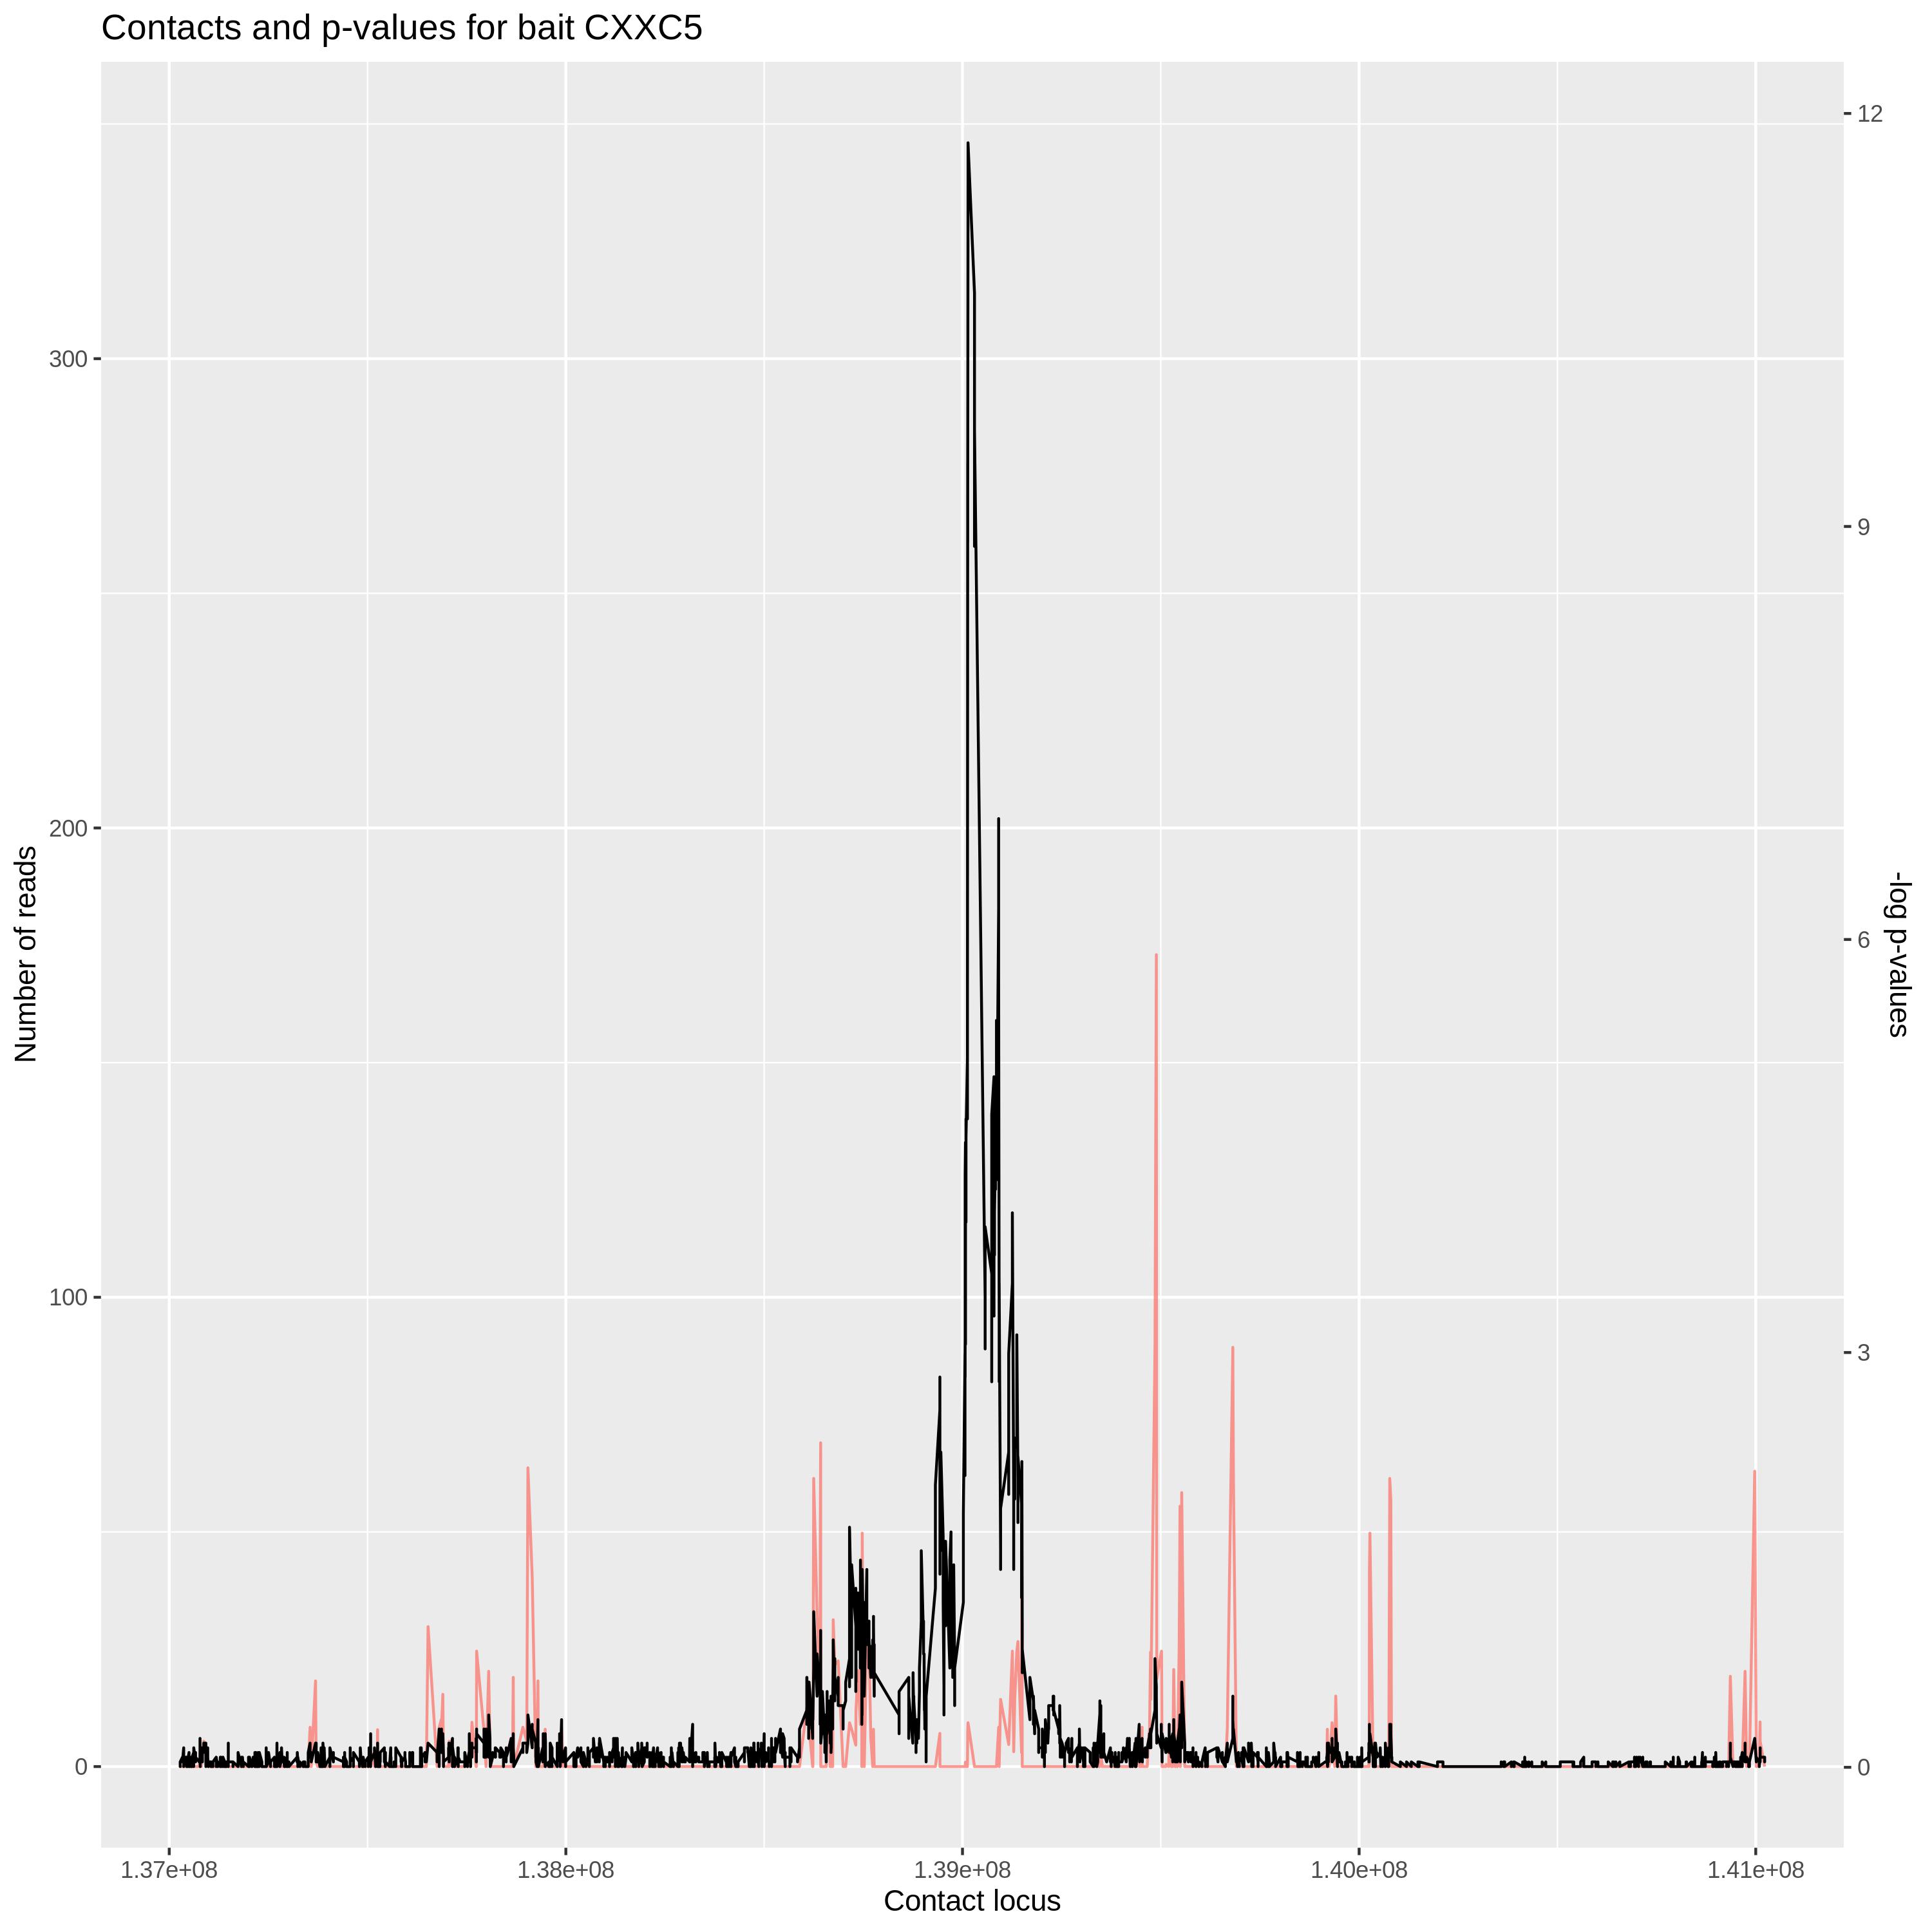 Contacts and p-values for bait CXXC5
12
300
9
200
6
Number of reads
-log p-values
100
3
0
0
1.37e+08
1.38e+08
1.39e+08
1.40e+08
1.41e+08
Contact locus